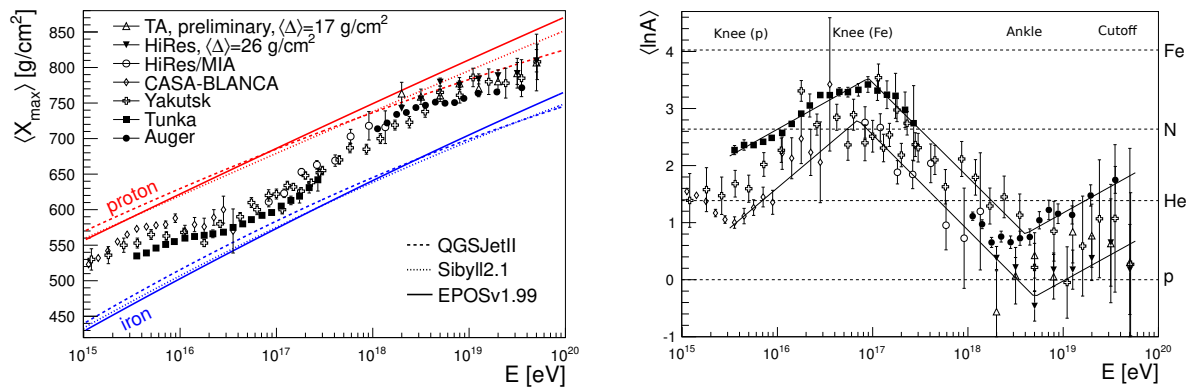 ⟨X_max⟩ [g/cm²]
850
800
750
700
650
600
550
500
450
TA, preliminary, ⟨Δ⟩=17 g/cm²
HiRes, ⟨Δ⟩=26 g/cm²
HiRes/MIA
CASA-BLANCA
Yakutsk
Tunka
Auger
proton
iron
QGSJetII
Sibyll2.1
EPOSv1.99
10¹⁵ 10¹⁶ 10¹⁷ 10¹⁸ 10¹⁹ 10²⁰
E [eV]
⟨lnA⟩
Knee (p) Knee (Fe) Ankle Cutoff
4
3
2
1
0
-1
Fe
N
He
p
10¹⁵ 10¹⁶ 10¹⁷ 10¹⁸ 10¹⁹ 10²⁰
E [eV]